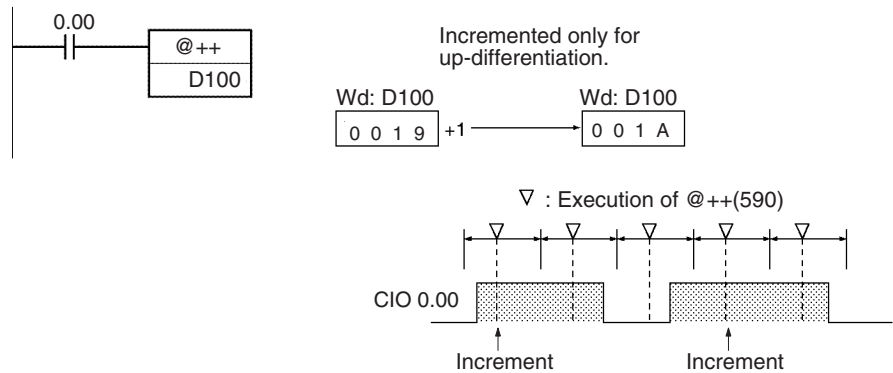 0.00
@++
D100
Incremented only for
up-differentiation.
Wd: D100
Wd: D100
0 0 1 9 +1
0 0 1 A
: Execution of @++(590)
CIO 0.00
Increment
Increment